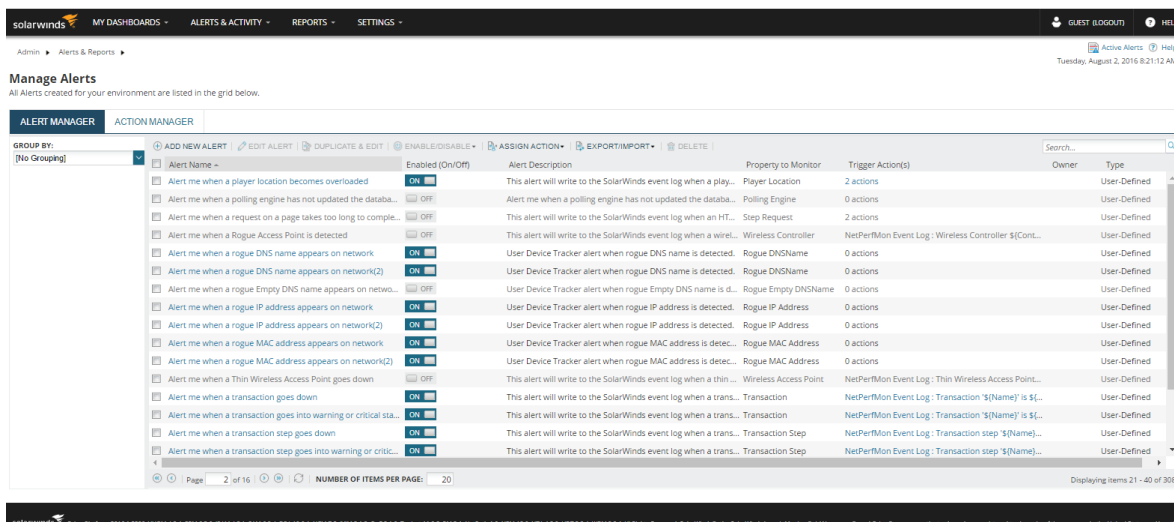 solarwinds MY DASHBOARDS ALERTS & ACTIVITY REPORTS SETTINGS GUEST (LOGOUT) ? HEL
Admin Alerts & Reports Active Alerts ? Help
Tuesday, August 2, 2016 8:21:12 AM
Manage Alerts
All Alerts created for your environment are listed in the grid below.
ALERT MANAGER ACTION MANAGER
GROUP BY:
[No Grouping]
ADD NEW ALERT EDIT ALERT DUPLICATE & EDIT ENABLE/DISABLE ASSIGN ACTION EXPORT/IMPORT DELETE Search...
Alert Name Enabled (On/Off) Alert Description Property to Monitor Trigger Action(s) Owner Type
Alert me when a player location becomes overloaded ON This alert will write to the SolarWinds event log when a play... Player Location 2 actions User-Defined
Alert me when a polling engine has not updated the databa... OFF Alert me when a polling engine has not updated the databa... Polling Engine 0 actions User-Defined
Alert me when a request on a page takes too long to comple... OFF This alert will write to the SolarWinds event log when an HT... Step Request 2 actions User-Defined
Alert me when a Rogue Access Point is detected OFF This alert will write to the SolarWinds event log when a wirel... Wireless Controller NetPerfMon Event Log : Wireless Controller ${Cont... User-Defined
Alert me when a rogue DNS name appears on network ON User Device Tracker alert when rogue DNS name is detected. Rogue DNSName 0 actions User-Defined
Alert me when a rogue DNS name appears on network(2) ON User Device Tracker alert when rogue DNS name is detected. Rogue DNSName 0 actions User-Defined
Alert me when a rogue Empty DNS name appears on netwo... OFF User Device Tracker alert when rogue Empty DNS name is d... Rogue Empty DNSName 0 actions User-Defined
Alert me when a rogue IP address appears on network ON User Device Tracker alert when rogue IP address is detected. Rogue IP Address 0 actions User-Defined
Alert me when a rogue IP address appears on network(2) ON User Device Tracker alert when rogue IP address is detected. Rogue IP Address 0 actions User-Defined
Alert me when a rogue MAC address appears on network ON User Device Tracker alert when rogue MAC address is detec... Rogue MAC Address 0 actions User-Defined
Alert me when a rogue MAC address appears on network(2) ON User Device Tracker alert when rogue MAC address is detec... Rogue MAC Address 0 actions User-Defined
Alert me when a Thin Wireless Access Point goes down OFF This alert will write to the SolarWinds event log when a thin ... Wireless Access Point NetPerfMon Event Log : Thin Wireless Access Point... User-Defined
Alert me when a transaction goes down ON This alert will write to the SolarWinds event log when a trans... Transaction NetPerfMon Event Log : Transaction '${Name}' is ${... User-Defined
Alert me when a transaction goes into warning or critical sta... ON This alert will write to the SolarWinds event log when a trans... Transaction NetPerfMon Event Log : Transaction '${Name}' is ${... User-Defined
Alert me when a transaction step goes down ON This alert will write to the SolarWinds event log when a trans... Transaction Step NetPerfMon Event Log : Transaction step '${Name}... User-Defined
Alert me when a transaction step goes into warning or critic... ON This alert will write to the SolarWinds event log when a trans... Transaction Step NetPerfMon Event Log : Transaction step '${Name}... User-Defined
Page 2 of 16 NUMBER OF ITEMS PER PAGE: 20 Displaying items 21 - 40 of 308
solarwinds